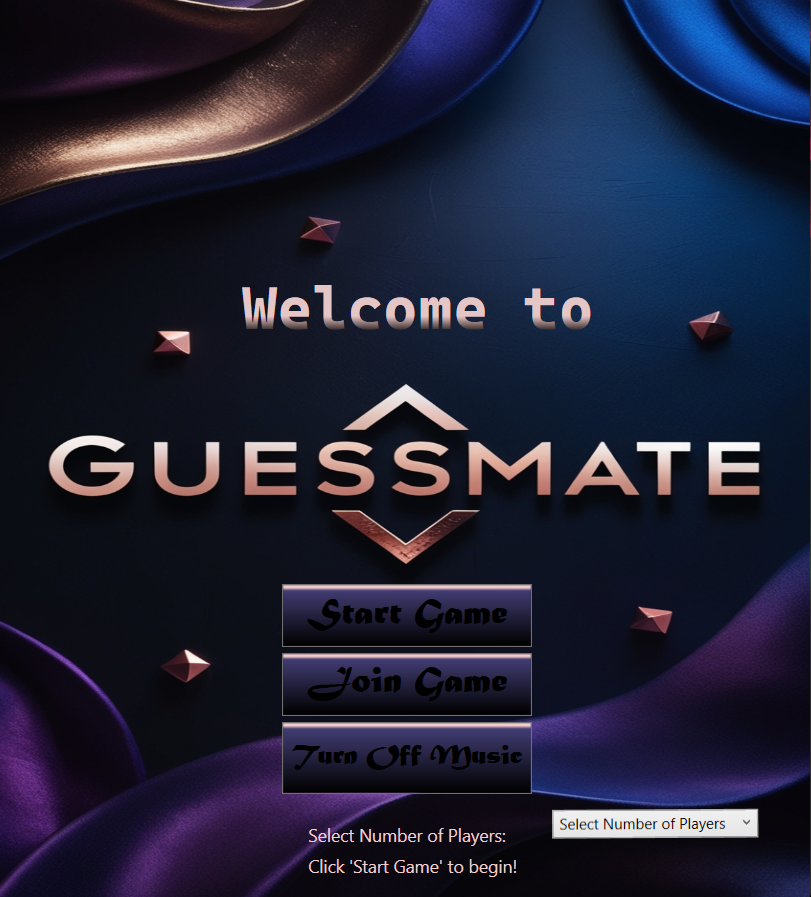 Welcome to
GUESSMATE
Start Game
Join Game
Turn Off Music
Select Number of Players:
Select Number of Players
Click 'Start Game' to begin!